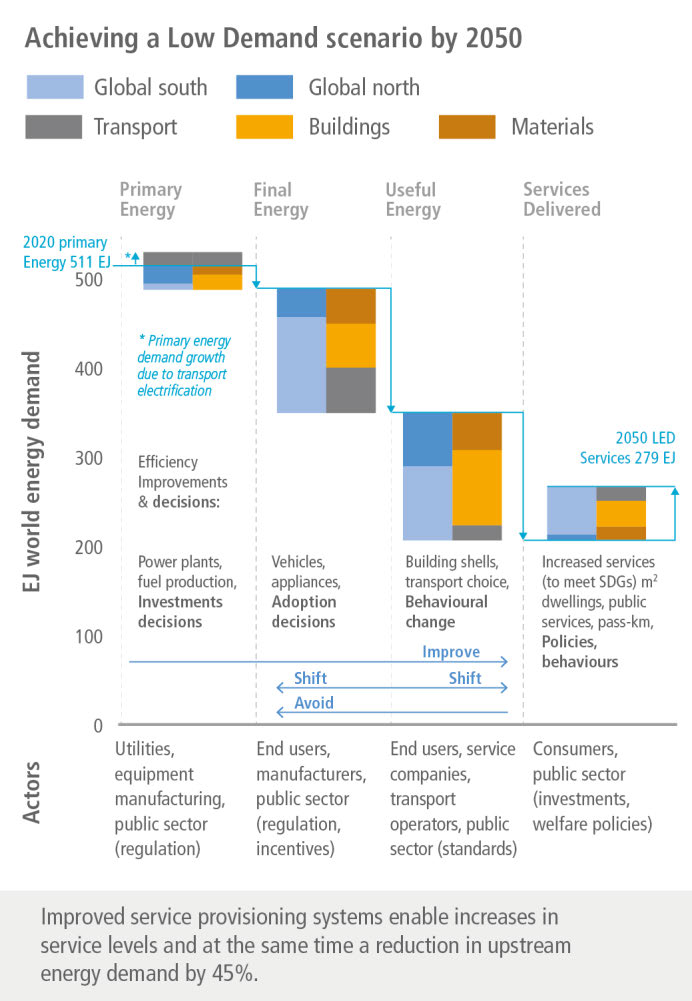 Achieving a Low Demand scenario by 2050
Global south
Global north
Transport
Buildings
Materials
Primary
Energy
Final
Energy
Useful
Energy
Services
Delivered
2020 primary
Energy 511 EJ
*
EJ world energy demand
500
400
300
200
100
0
* Primary energy
demand growth
due to transport
electrification
2050 LED
Services 279 EJ
Efficiency
Improvements
& decisions:
Power plants,
fuel production,
Investments
decisions
Vehicles,
appliances,
Adoption
decisions
Building shells,
transport choice,
Behavioural
change
Increased services
(to meet SDGs) m²
dwellings, public
services, pass-km,
Policies,
behaviours
Improve
Shift
Shift
Avoid
Actors
Utilities,
equipment
manufacturing,
public sector
(regulation)
End users,
manufacturers,
public sector
(regulation,
incentives)
End users, service
companies,
transport
operators, public
sector (standards)
Consumers,
public sector
(investments,
welfare policies)
Improved service provisioning systems enable increases in
service levels and at the same time a reduction in upstream
energy demand by 45%.